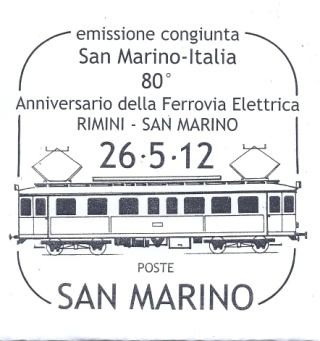 emissione congiunta
San Marino-Italia
80°
Anniversario della Ferrovia Elettrica
RIMINI - SAN MARINO
26·5·12
POSTE
SAN MARINO